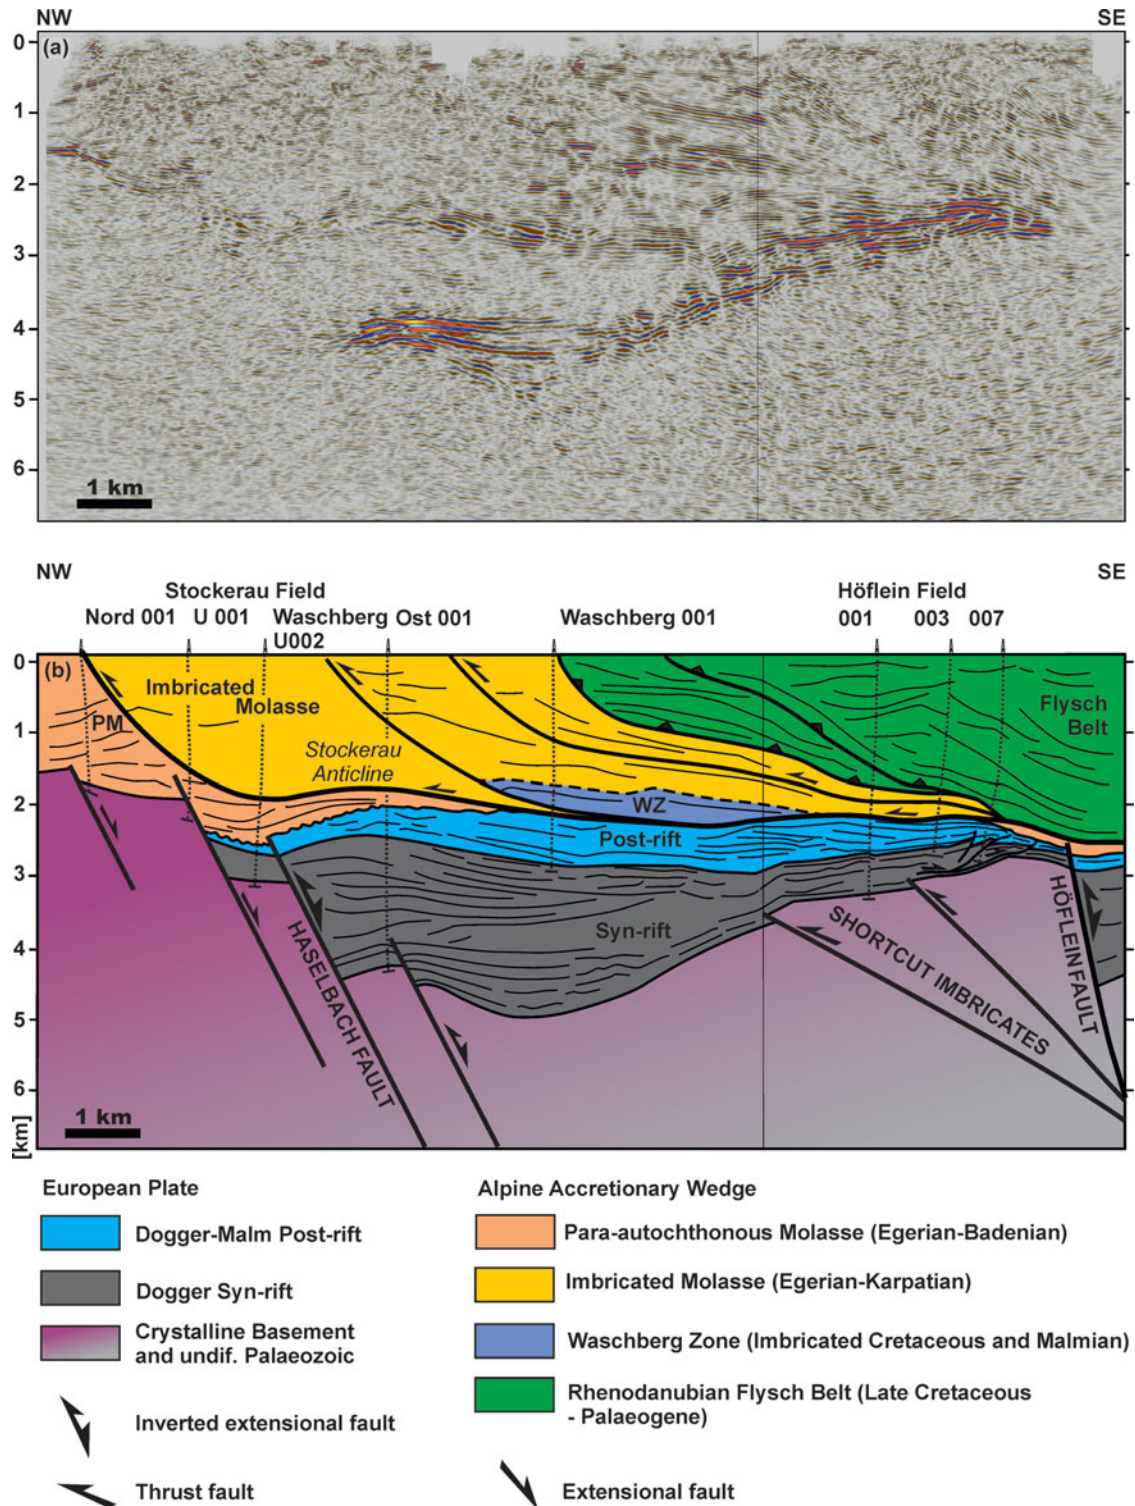 NW SE
0 (a)
1
2
3
4
5
6
1 km
NW SE
Stockerau Field Höflein Field
Nord 001 U 001 Waschberg Ost 001 Waschberg 001 001 003 007
U002
0 (b)
Imbricated
Molasse
PM
Flysch
Belt
1
Stockerau
Anticline
2
WZ
Post-rift
3
HÖFLEIN FAULT
Syn-rift
SHORTCUT IMBRICATES
HASELBACH FAULT
4
5
6
[km]
1 km
European Plate
Dogger-Malm Post-rift
Dogger Syn-rift
Crystalline Basement
and undif. Palaeozoic
Inverted extensional fault
Thrust fault
Alpine Accretionary Wedge
Para-autochthonous Molasse (Egerian-Badenian)
Imbricated Molasse (Egerian-Karpatian)
Waschberg Zone (Imbricated Cretaceous and Malmian)
Rhenodanubian Flysch Belt (Late Cretaceous
- Palaeogene)
Extensional fault